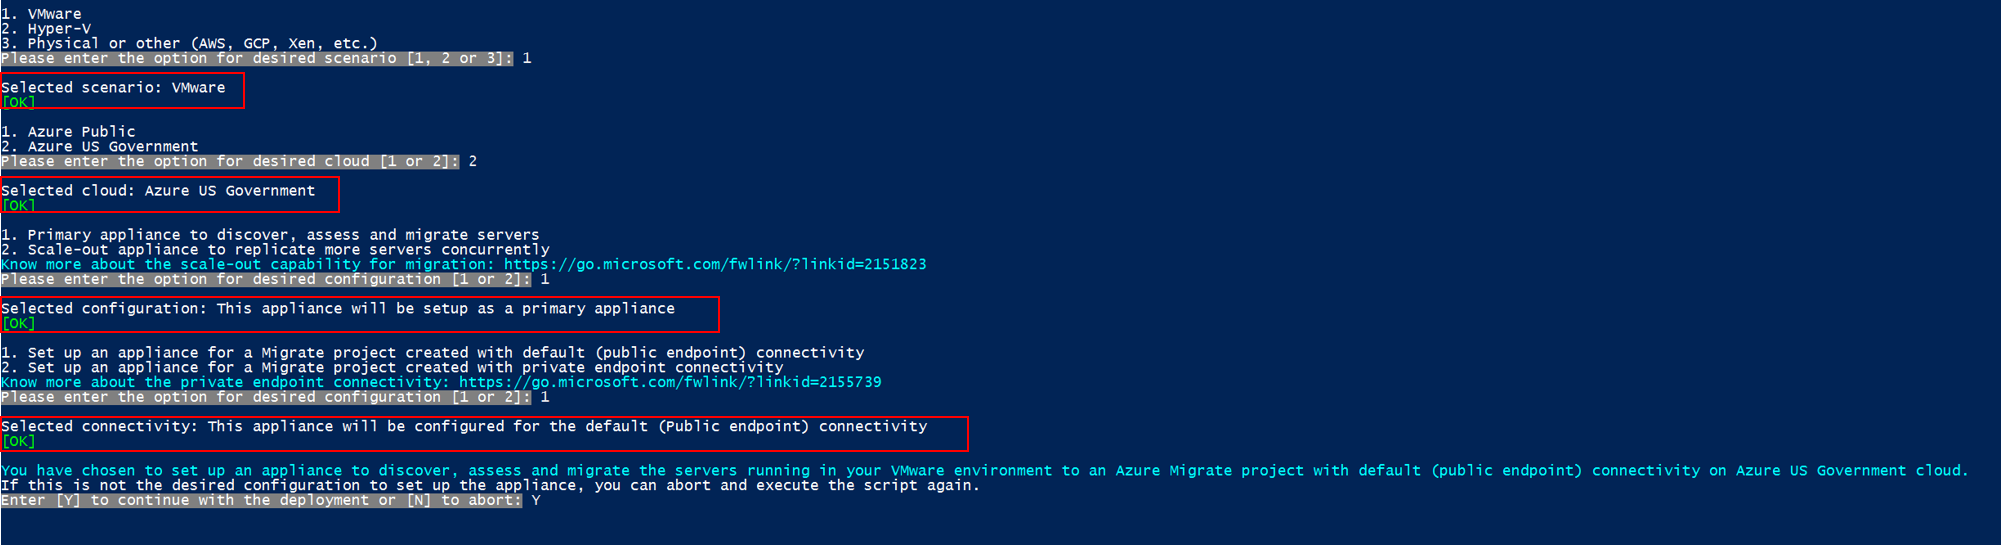 1. VMware
2. Hyper-V
3. Physical or other (AWS, GCP, Xen, etc.)
Please enter the option for desired scenario [1, 2 or 3]: 1
Selected scenario: VMware
[OK]
1. Azure Public
2. Azure US Government
Please enter the option for desired cloud [1 or 2]: 2
Selected cloud: Azure US Government
[OK]
1. Primary appliance to discover, assess and migrate servers
2. Scale-out appliance to replicate more servers concurrently
Know more about the scale-out capability for migration: https://go.microsoft.com/fwlink/?linkid=2151823
Please enter the option for desired configuration [1 or 2]: 1
Selected configuration: This appliance will be setup as a primary appliance
[OK]
1. Set up an appliance for a Migrate project created with default (public endpoint) connectivity
2. Set up an appliance for a Migrate project created with private endpoint connectivity
Know more about the private endpoint connectivity: https://go.microsoft.com/fwlink/?linkid=2155739
Please enter the option for desired configuration [1 or 2]: 1
Selected connectivity: This appliance will be configured for the default (Public endpoint) connectivity
[OK]
You have chosen to set up an appliance to discover, assess and migrate the servers running in your VMware environment to an Azure Migrate project with default (public endpoint) connectivity on Azure US Government cloud.
If this is not the desired configuration to set up the appliance, you can abort and execute the script again.
Enter [Y] to continue with the deployment or [N] to abort: Y